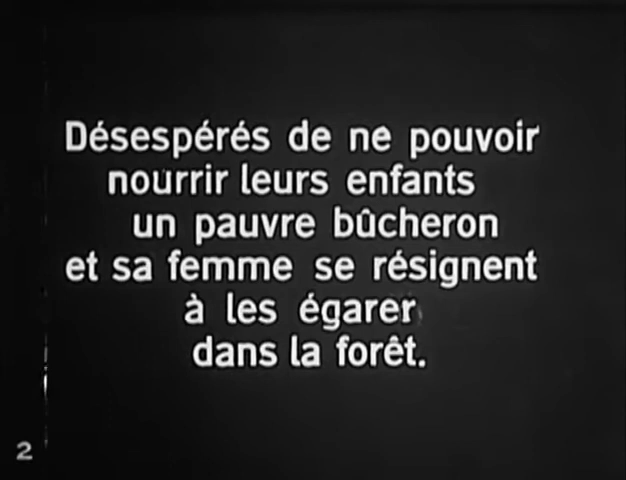 Désespérés de ne pouvoir
nourrir leurs enfants
un pauvre bûcheron
et sa femme se résignent
à les égarer
dans la forêt.
2